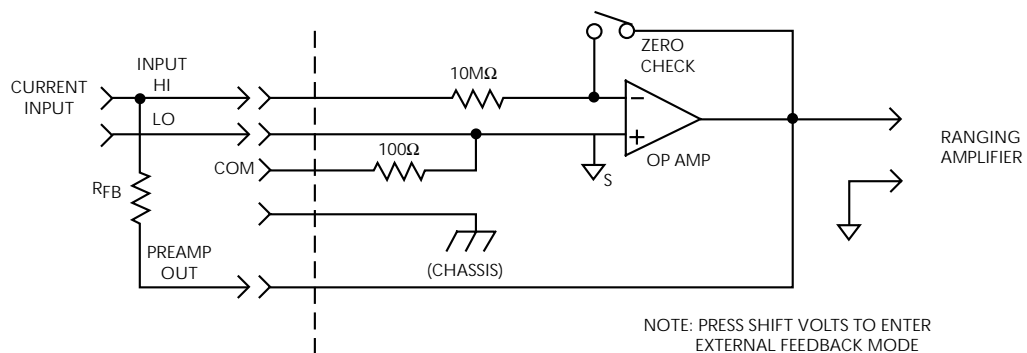 CURRENT
INPUT
INPUT
HI
LO
COM
RFB
PREAMP
OUT
10MΩ
100Ω
(CHASSIS)
ZERO
CHECK
−
+
OP AMP
S
RANGING
AMPLIFIER
NOTE: PRESS SHIFT VOLTS TO ENTER
EXTERNAL FEEDBACK MODE